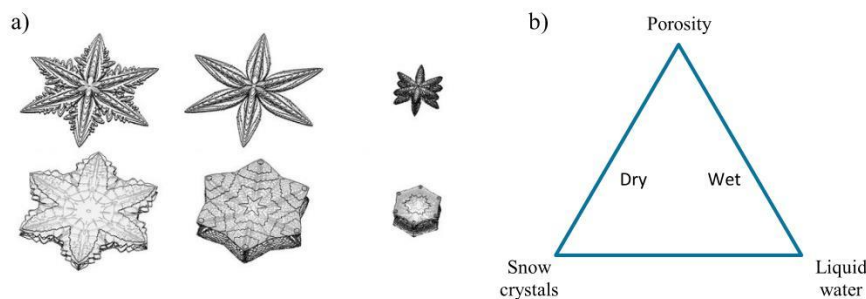 a)
b)
Porosity
Dry
Wet
Snow
crystals
Liquid
water